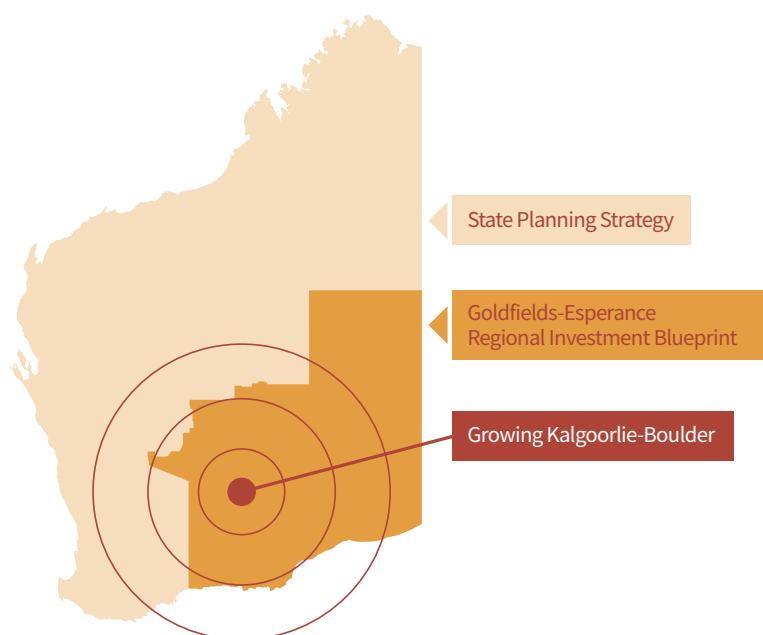 State Planning Strategy
Goldfields-Esperance
Regional Investment Blueprint
Growing Kalgoorlie-Boulder